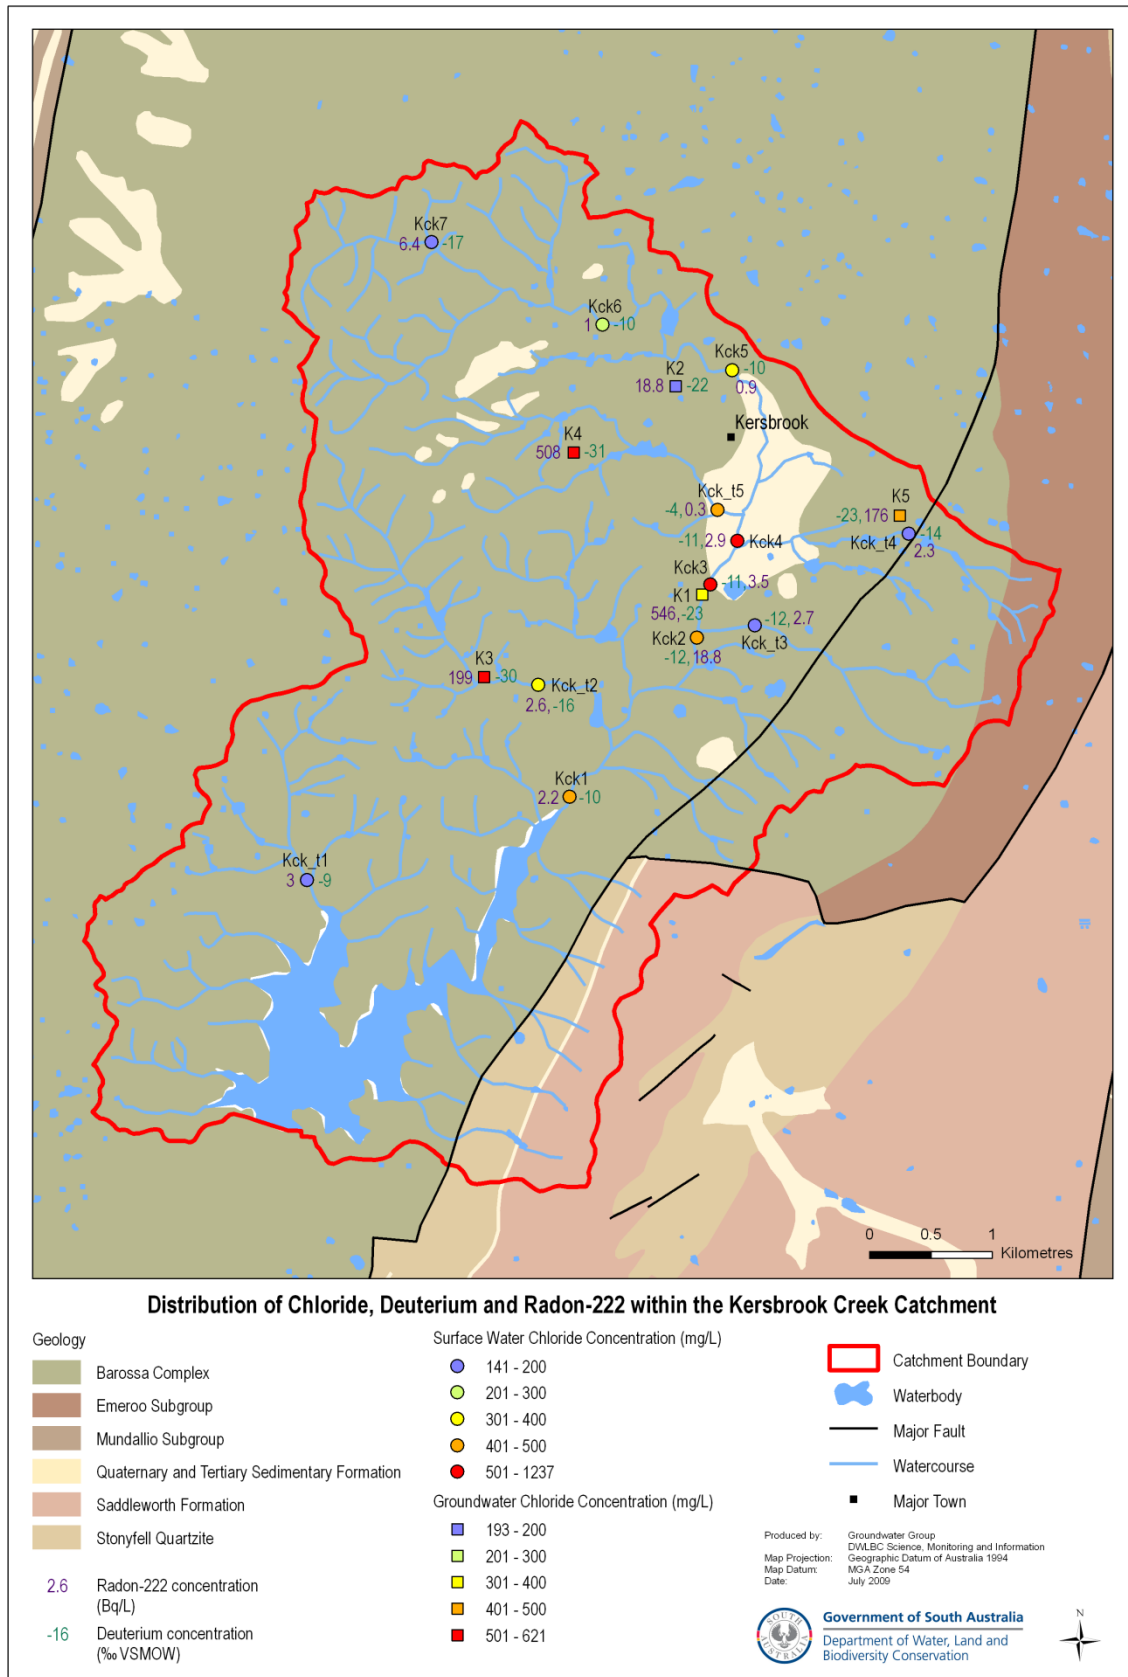 Kck7
6.4 -17
Kck6
1 -10
Kck5
-10
0.9
K2
18.8 -22
Kersbrook
K4
508 -31
Kck_t5
-4, 0.3
K5
-23, 176
Kck_t4
-14
2.3
-11, 2.9 Kck4
Kck3
-11, 3.5
K1
546, -23
-12, 2.7
Kck_t3
Kck2
-12, 18.8
K3
199 -30
Kck_t2
2.6, -16
Kck1
2.2 -10
Kck_t1
3 -9
0 0.5 1
Kilometres
Distribution of Chloride, Deuterium and Radon-222 within the Kersbrook Creek Catchment
Geology
Barossa Complex
Emeroo Subgroup
Mundallio Subgroup
Quaternary and Tertiary Sedimentary Formation
Saddleworth Formation
Stonyfell Quartzite
2.6 Radon-222 concentration
(Bq/L)
-16 Deuterium concentration
(‰ VSMOW)
Surface Water Chloride Concentration (mg/L)
141 - 200
201 - 300
301 - 400
401 - 500
501 - 1237
Groundwater Chloride Concentration (mg/L)
193 - 200
201 - 300
301 - 400
401 - 500
501 - 621
Catchment Boundary
Waterbody
Major Fault
Watercourse
Major Town
Produced by: Groundwater Group
DWLBC Science, Monitoring and Information
Map Projection: Geographic Datum of Australia 1994
Map Datum: MGA Zone 54
Date: July 2009
SOUTH AUSTRALIA
Government of South Australia
Department of Water, Land and
Biodiversity Conservation
N